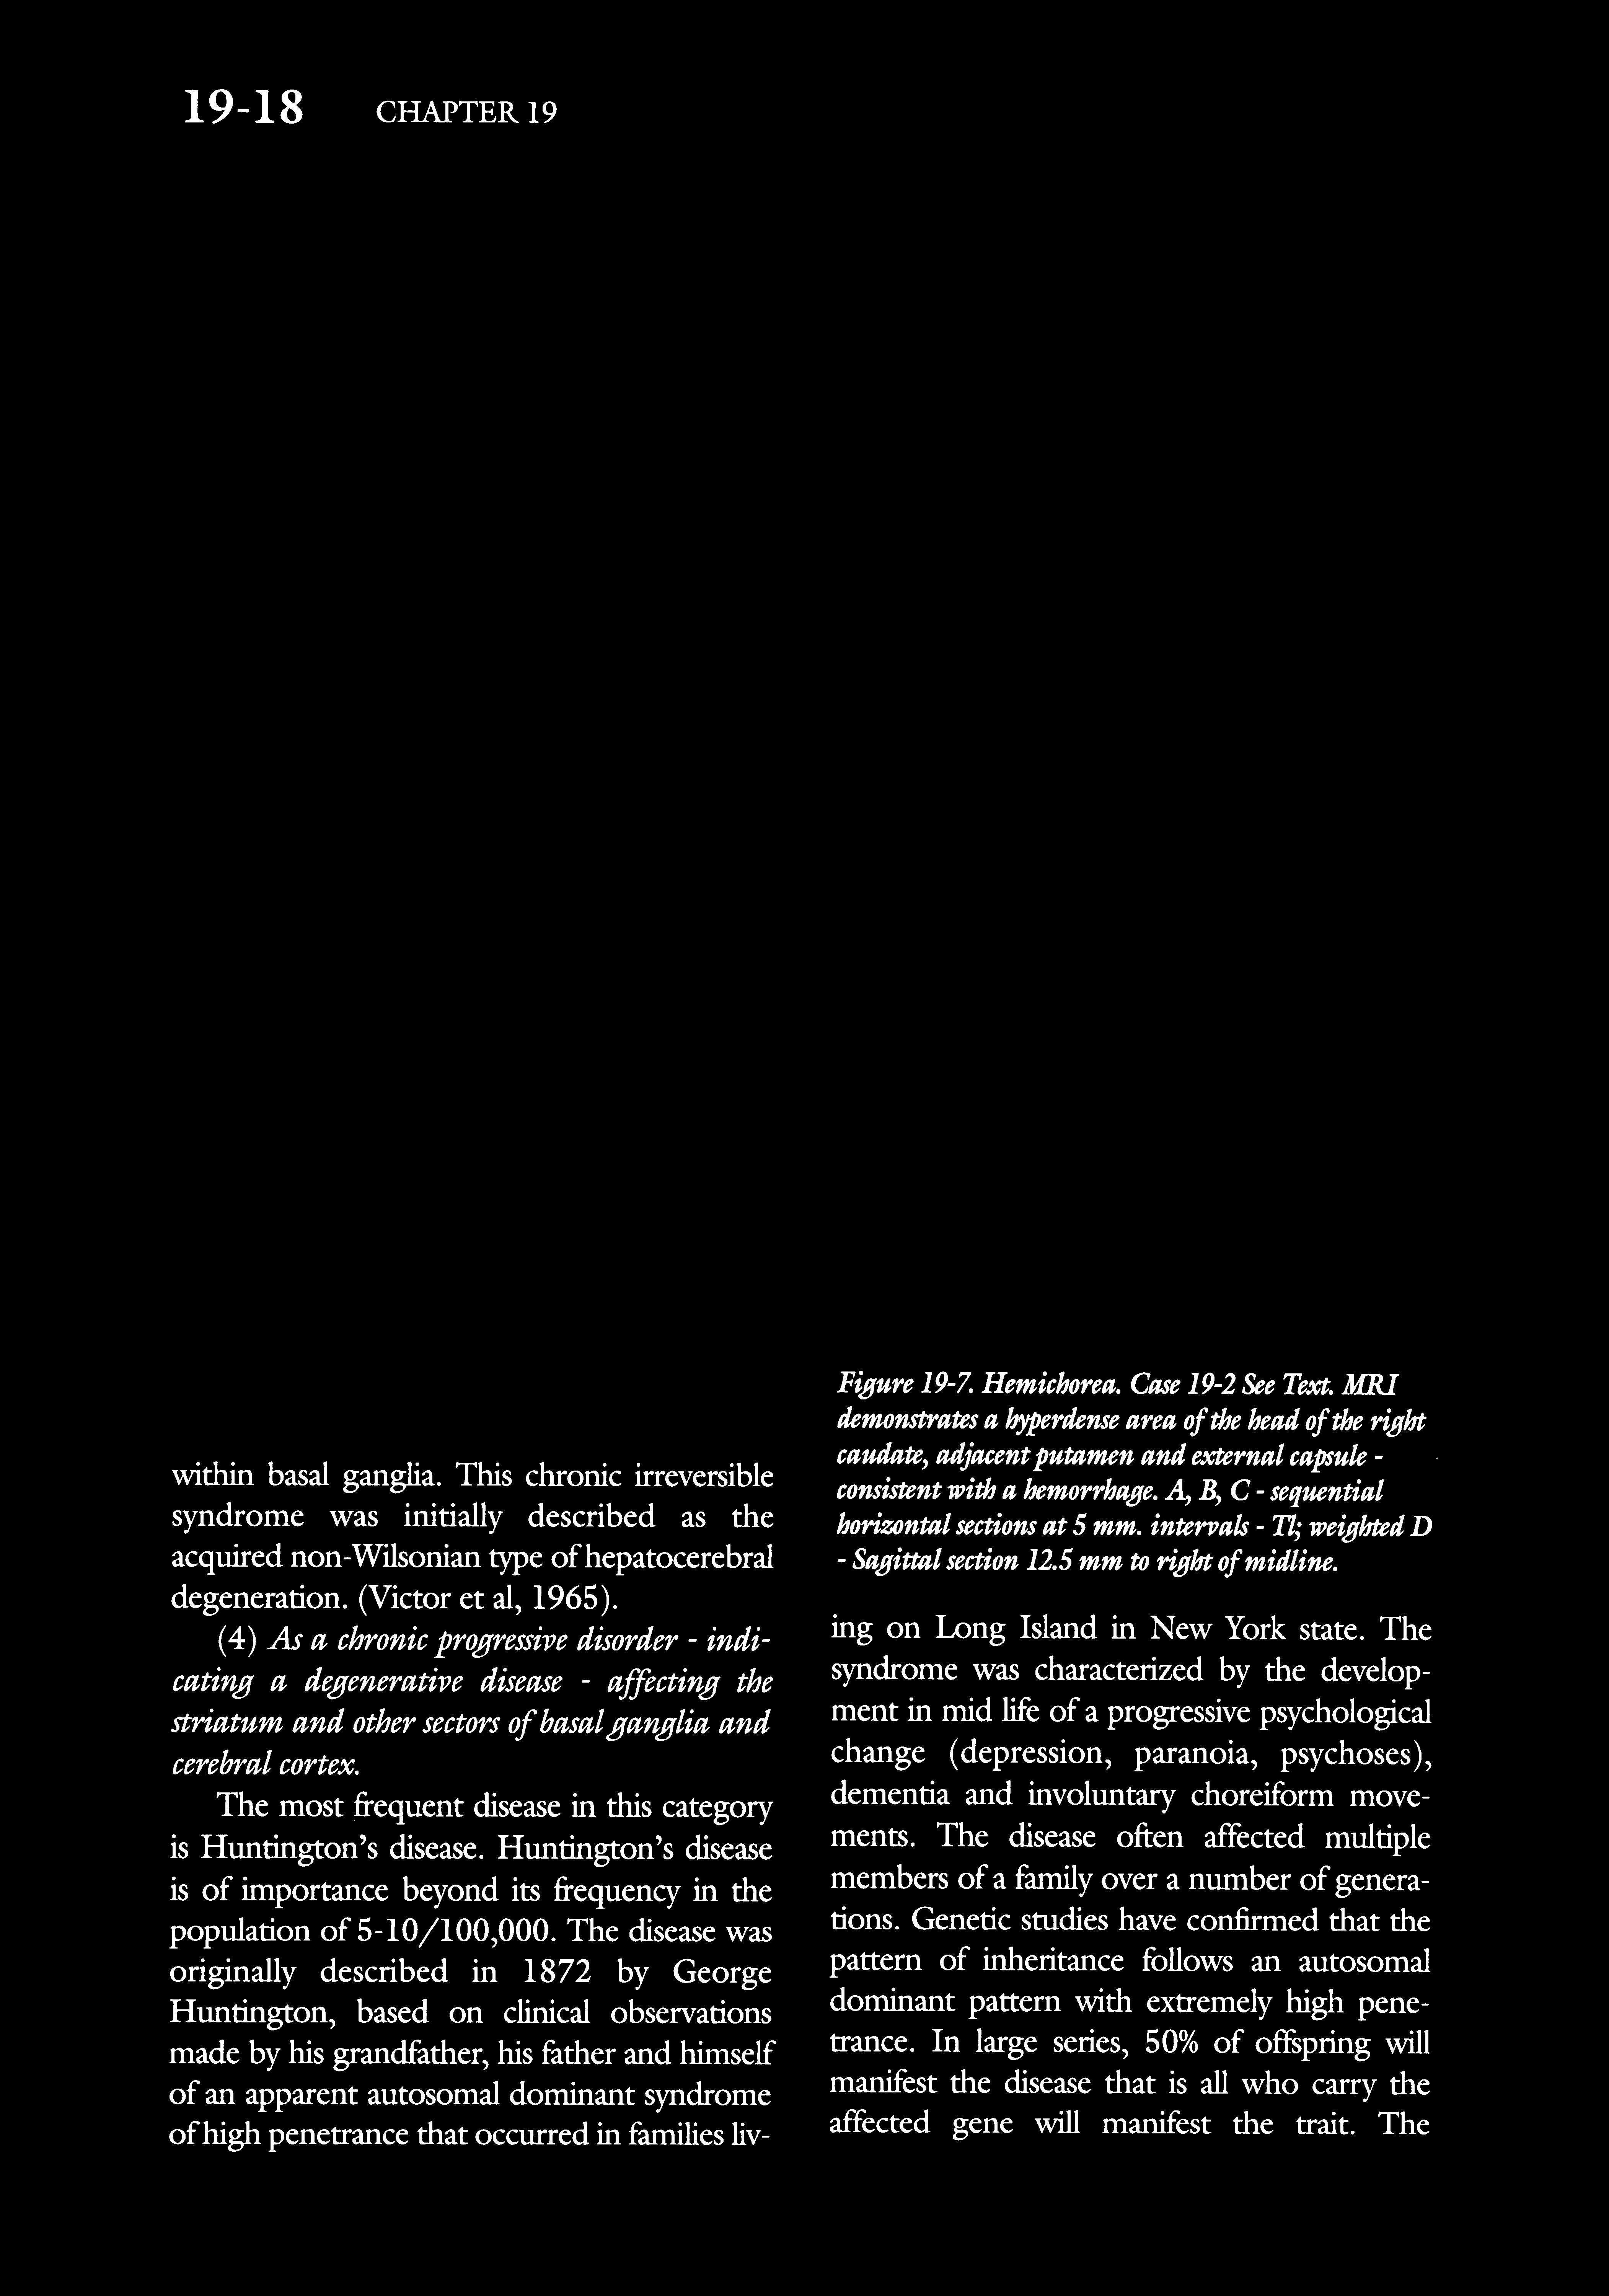 19-18 CHAPTER 19
within basal ganglia. This chronic irreversible
syndrome was initially described as the
acquired non-Wilsonian type of hepatocerebral
degeneration. (Victor et al, 1965).
(4) As a chronic progressive disorder - indi-
cating a degenerative disease - affecting the
striatum and other sectors of basal ganglia and
cerebral cortex.
The most frequent disease in this category
is Huntington's disease. Huntington's disease
is of importance beyond its frequency in the
population of 5-10/100,000. The disease was
originally described in 1872 by George
Huntington, based on clinical observations
made by his grandfather, his father and himself
of an apparent autosomal dominant syndrome
of high penetrance that occurred in families liv-
Figure 19-7. Hemichorea. Case 19-2 See Text. MRI
demonstrates a hyperdense area of the head of the right
caudate, adjacent putamen and external capsule -
consistent with a hemorrhage. A, B, C - sequential
horizontal sections at 5 mm. intervals - Tl; weighted D
- Sagittal section 12.5 mm to right of midline.
ing on Long Island in New York state. The
syndrome was characterized by the develop-
ment in mid life of a progressive psychological
change (depression, paranoia, psychoses),
dementia and involuntary choreiform move-
ments. The disease often affected multiple
members of a family over a number of genera-
tions. Genetic studies have confirmed that the
pattern of inheritance follows an autosomal
dominant pattern with extremely high pene-
trance. In large series, 50% of offspring will
manifest the disease that is all who carry the
affected gene will manifest the trait. The